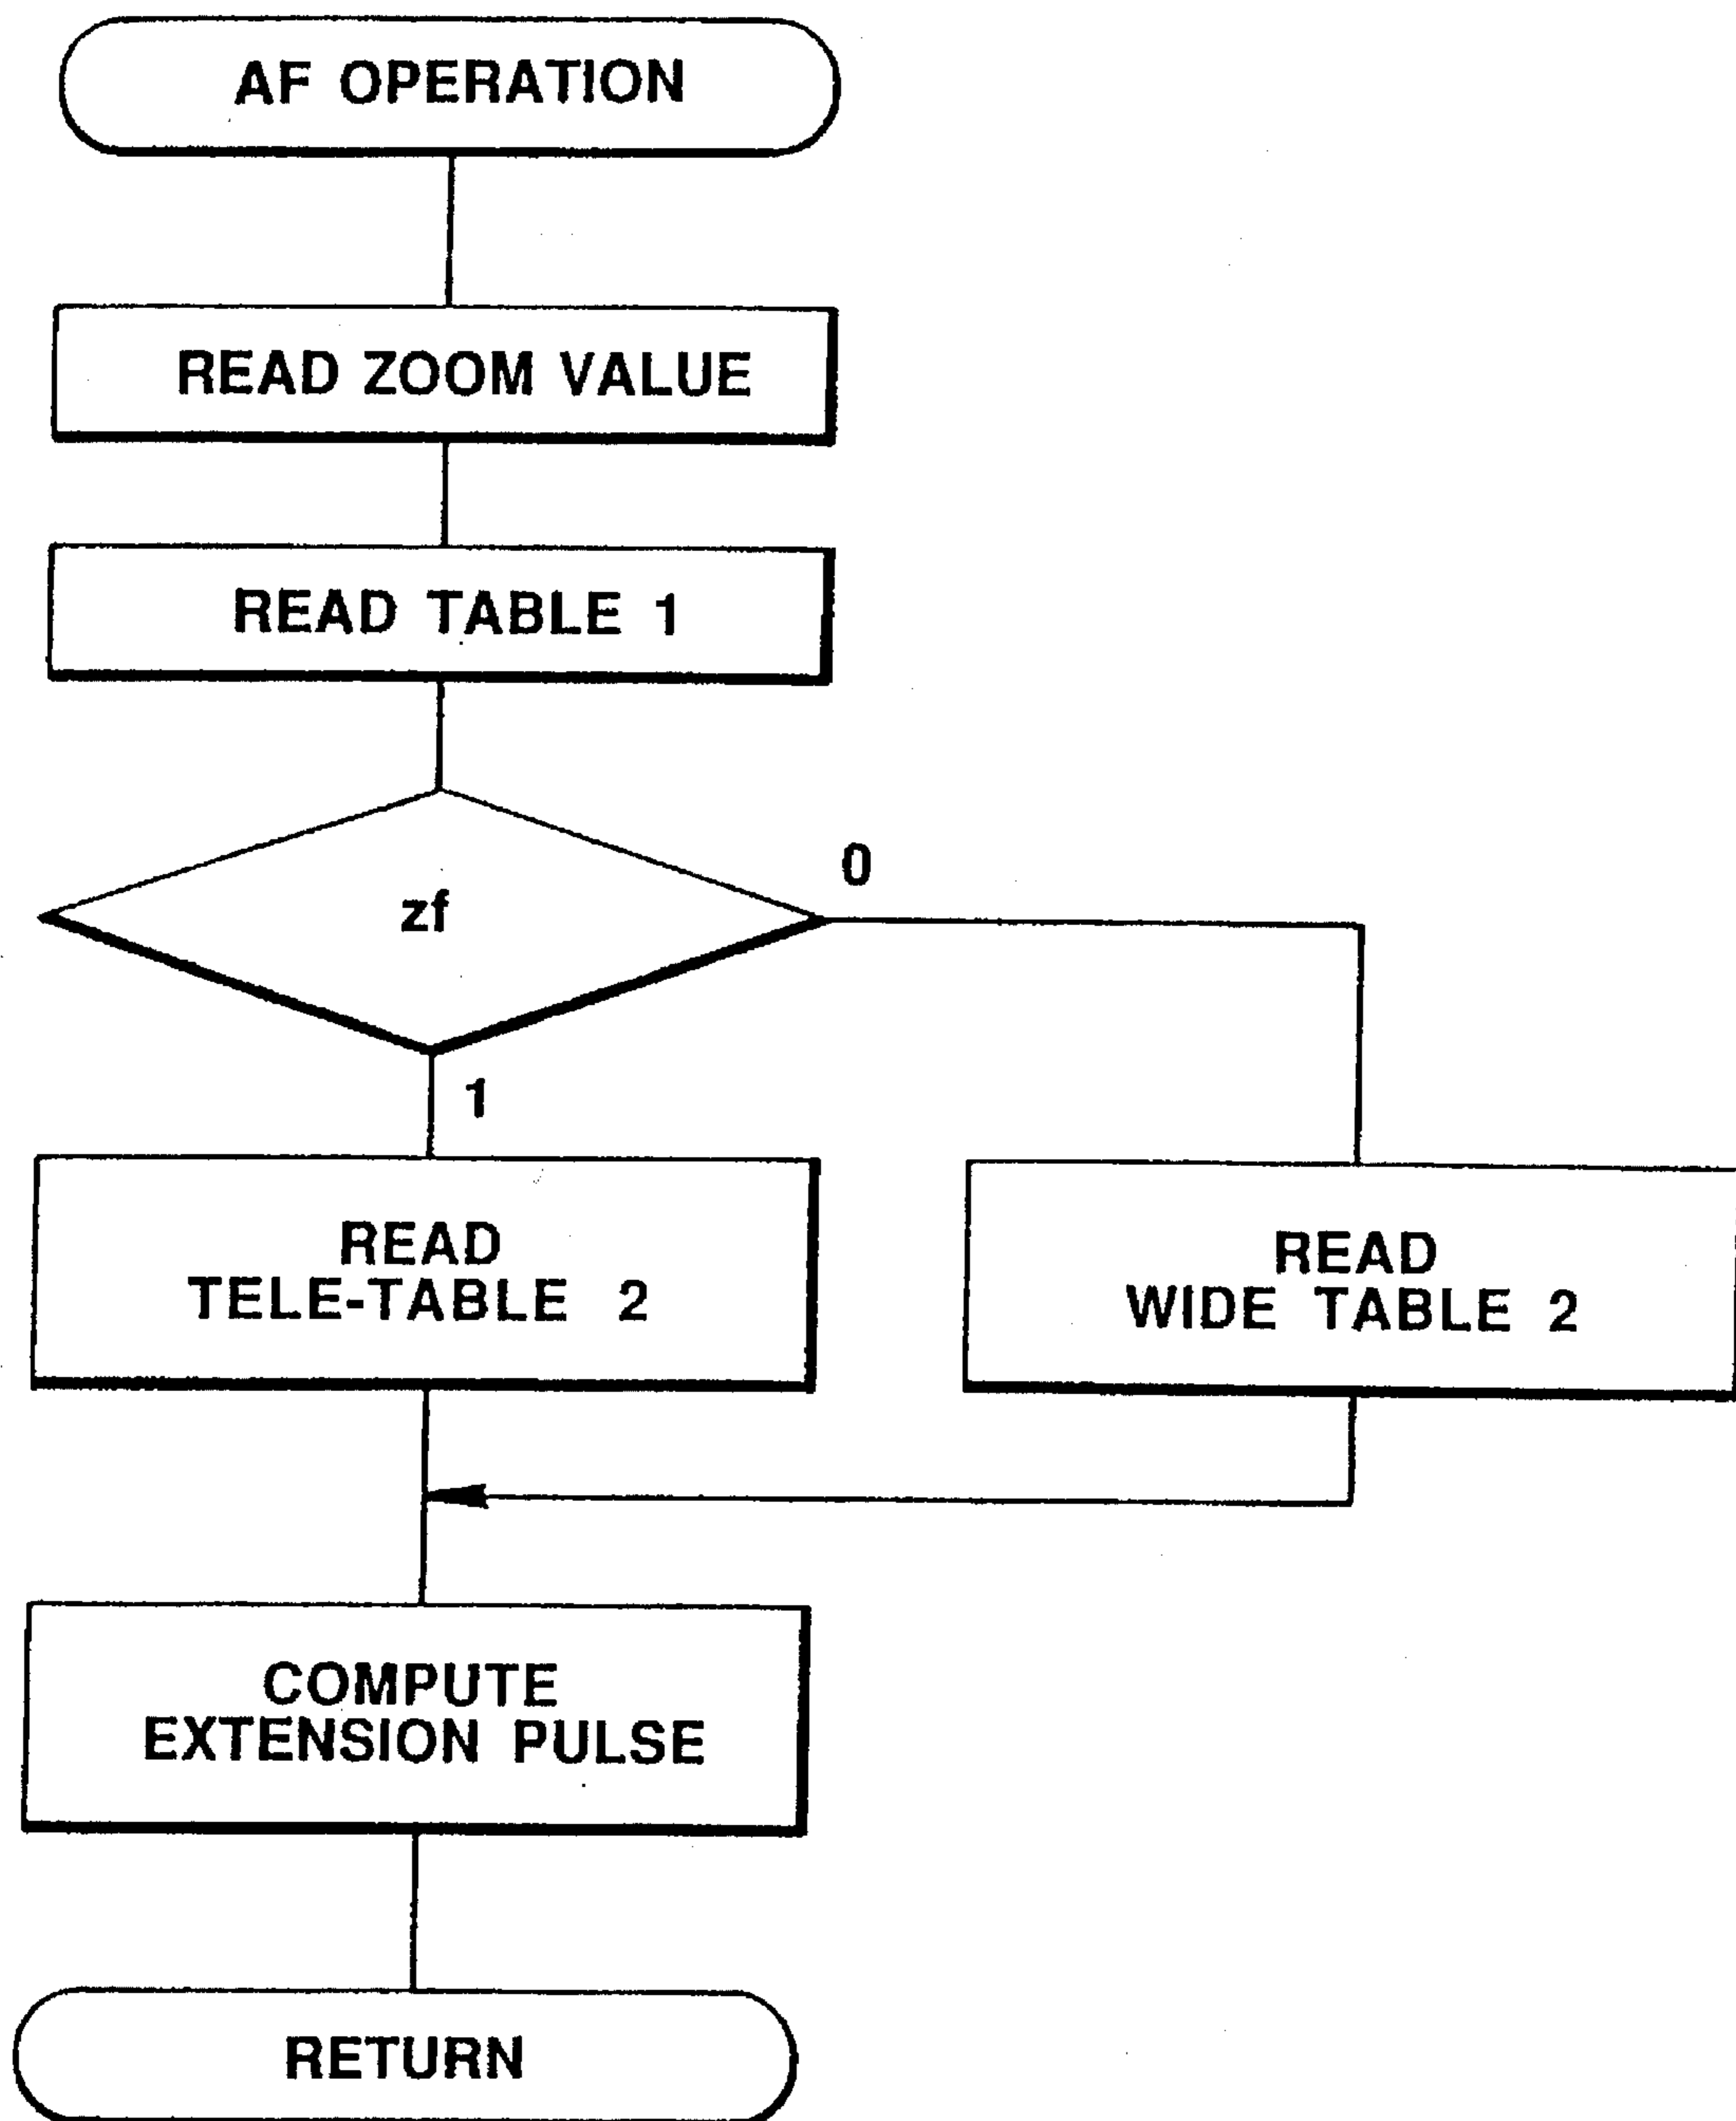 AF OPERATION
READ ZOOM VALUE
READ TABLE 1
zf
0
1
READ
TELE-TABLE 2
READ
WIDE TABLE 2
COMPUTE
EXTENSION PULSE
RETURN